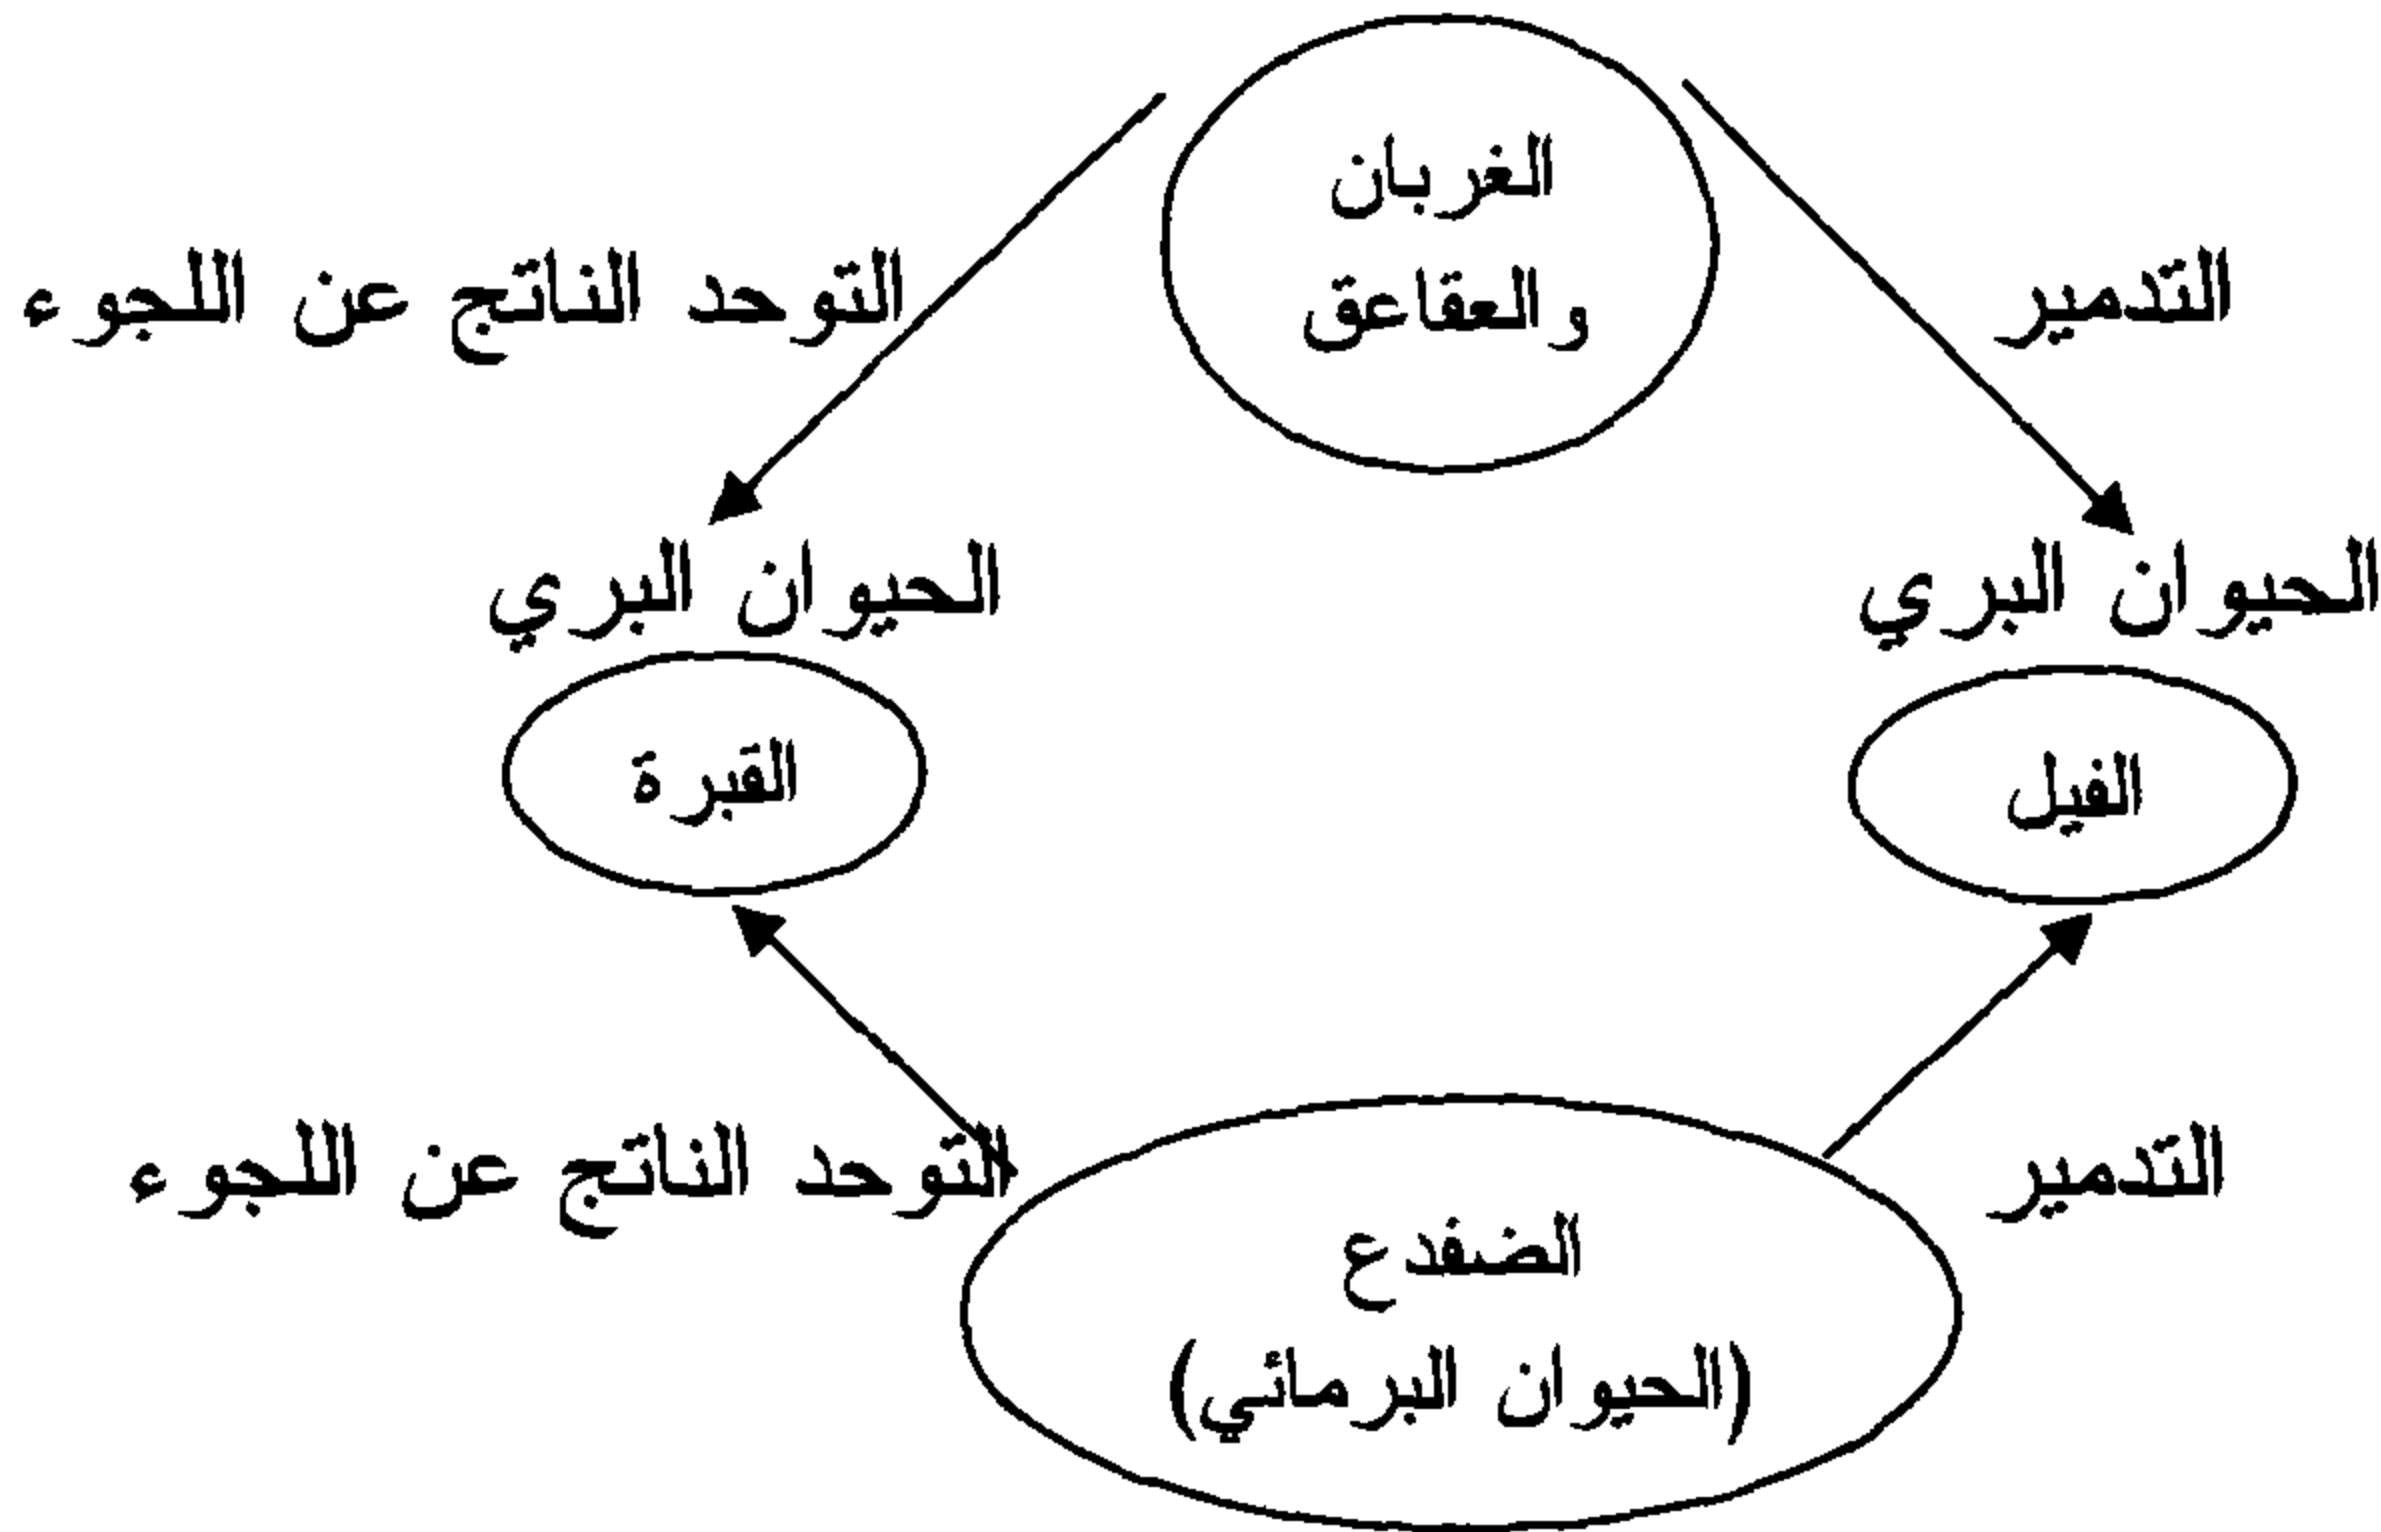 الغربان
والعقاعق
التدمير
التوحد الناتج عن اللجوء
الحيوان البري
الحيوان البري
الفيل
القبرة
التدمير
التوحد الناتج عن اللجوء
الضفدع
(الحيوان البرمائي)